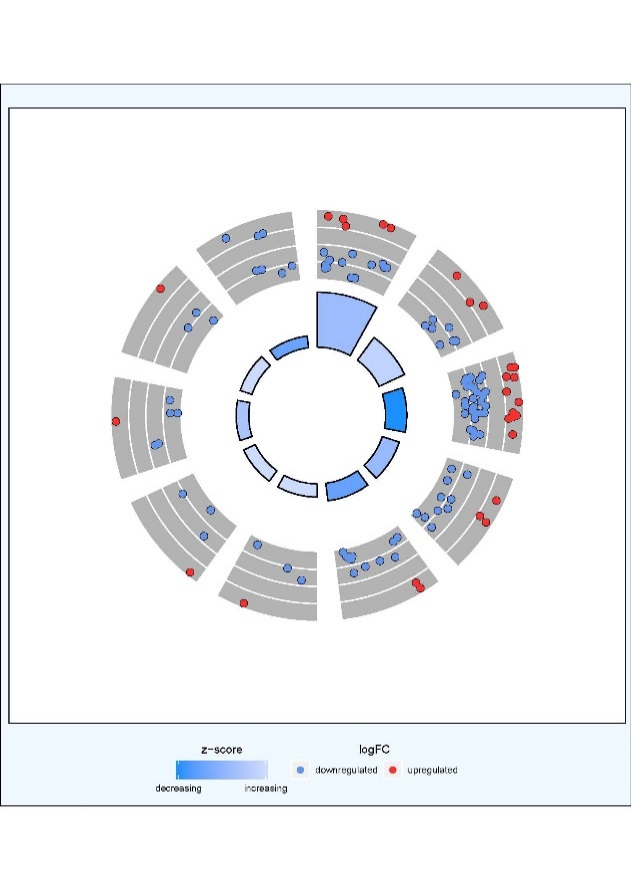 z-score
logFC
downregulated
upregulated
decreasing
increasing